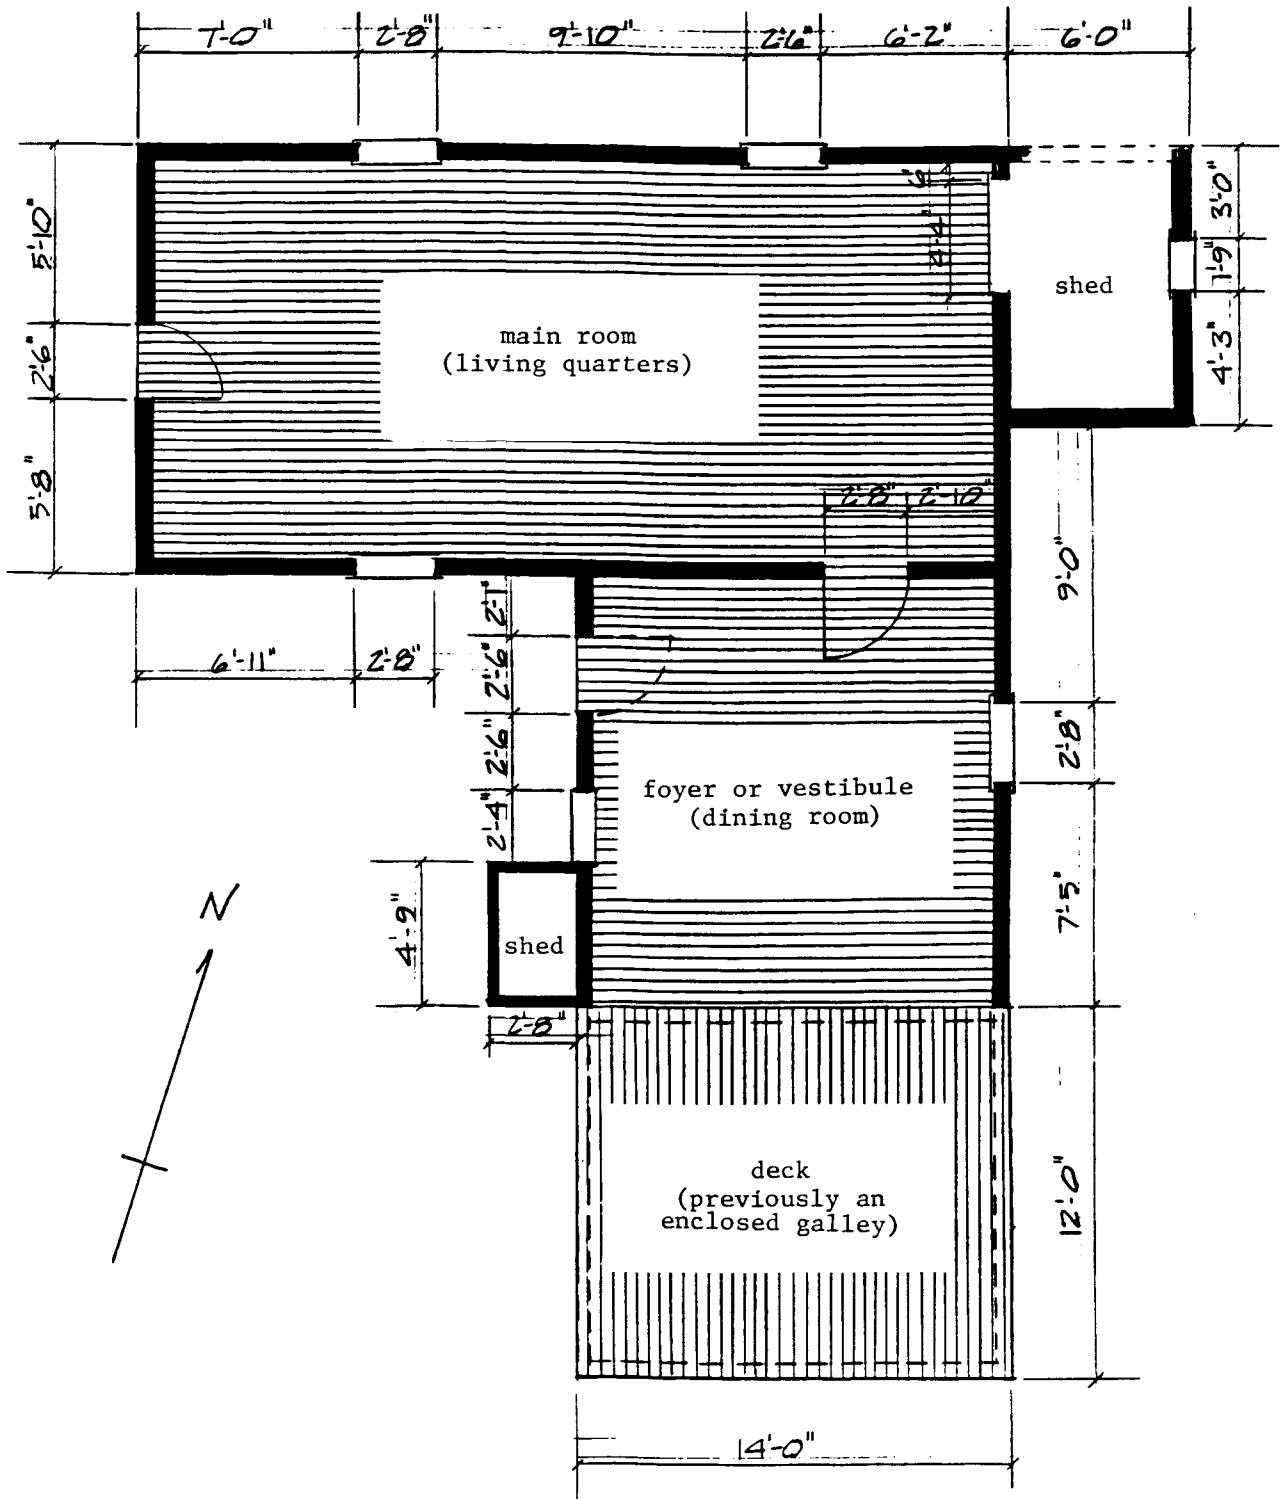 7'-0" 2'-8" 9'-10" 2'-6" 6'-2" 6'-0"
5'-10"
2'-6"
5'-8"
6"
4'-4"
3'-0"
1'-9"
4'-3"
shed
main room
(living quarters)
2'-8" 2'-10"
6'-11" 2'-8"
2'-1"
2'-6"
2'-6"
2'-4"
9'-0"
2'-8"
7'-5"
foyer or vestibule
(dining room)
N
4'-9"
shed
2'-8"
deck
(previously an
enclosed galley)
12'-0"
14'-0"